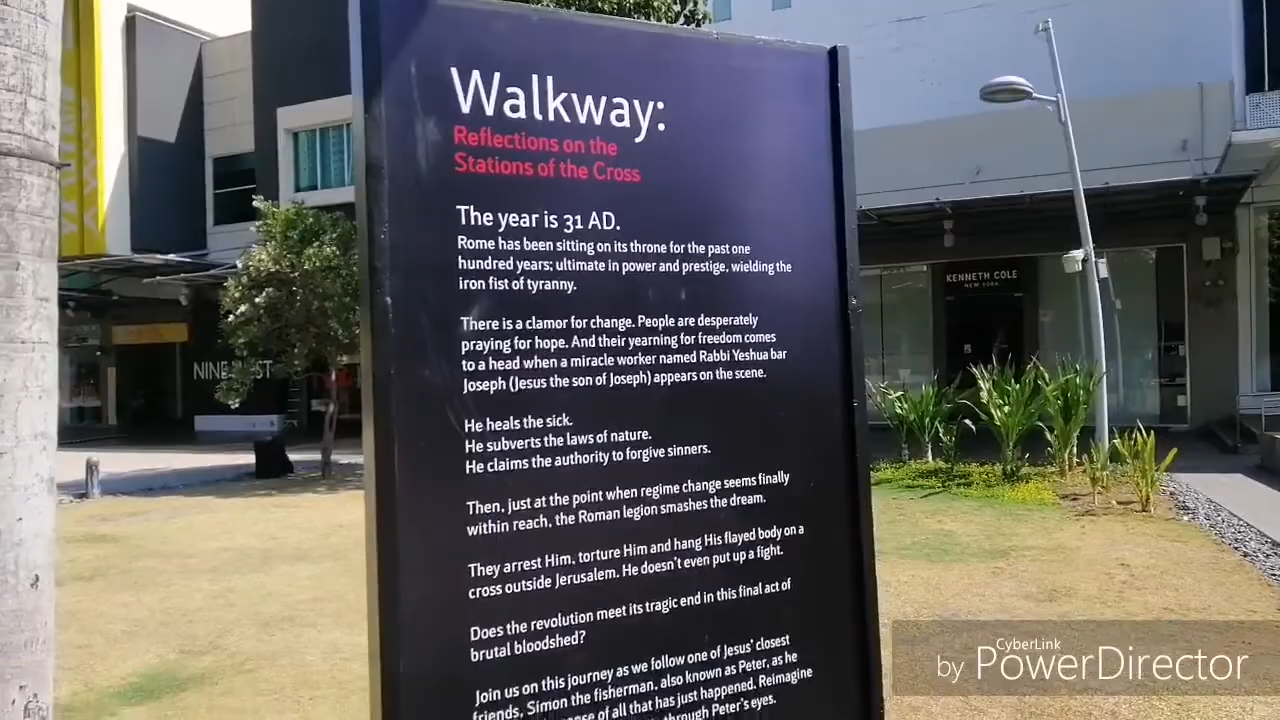 Walkway:
Reflections on the
Stations of the Cross
The year is 31 AD.
Rome has been sitting on its throne for the past one
hundred years; ultimate in power and prestige, wielding the
iron fist of tyranny.
There is a clamor for change. People are desperately
praying for hope. And their yearning for freedom comes
to a head when a miracle worker named Rabbi Yeshua bar
Joseph (Jesus the son of Joseph) appears on the scene.
He heals the sick.
He subverts the laws of nature.
He claims the authority to forgive sinners.
Then, just at the point when regime change seems finally
within reach, the Roman legion smashes the dream.
They arrest Him, torture Him and hang His flayed body on a
cross outside Jerusalem. He doesn't even put up a fight.
Does the revolution meet its tragic end in this final act of
brutal bloodshed?
Join us on this journey as we follow one of Jesus' closest
friends, Simon the fisherman, also known as Peter, as he
of all that has just happened. Reimagine
through Peter's eyes.
KENNETH COLE
NEW YORK
NINE WEST
CyberLink
by PowerDirector